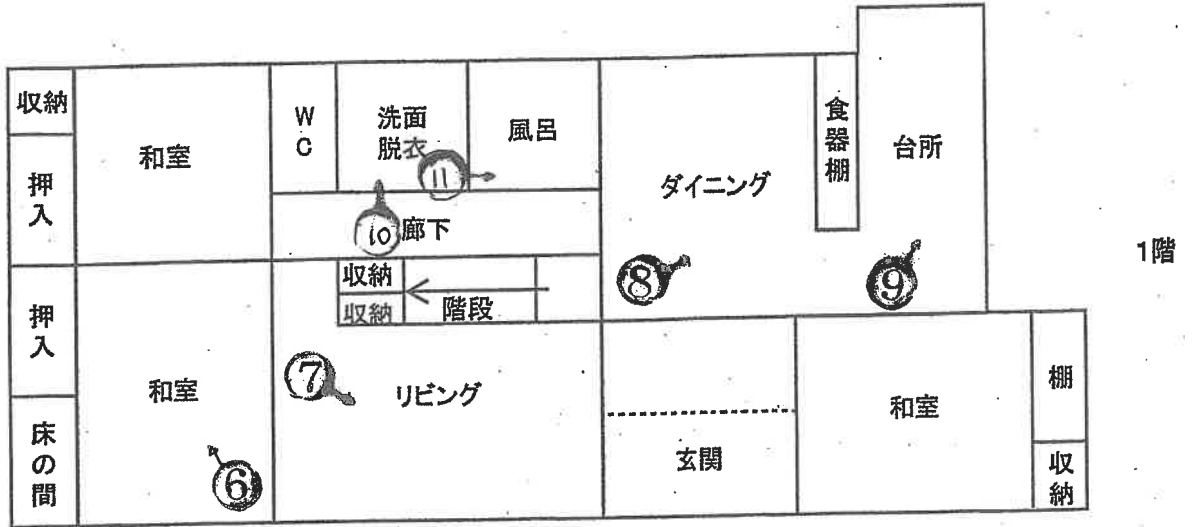 収納
和室
WC
洗面
脱衣
風呂
ダイニング
食器棚
台所
押入
11
10
廊下
1階
収納
収納
階段
8
9
押入
和室
7
リビング
棚
和室
床の間
6
玄関
収納